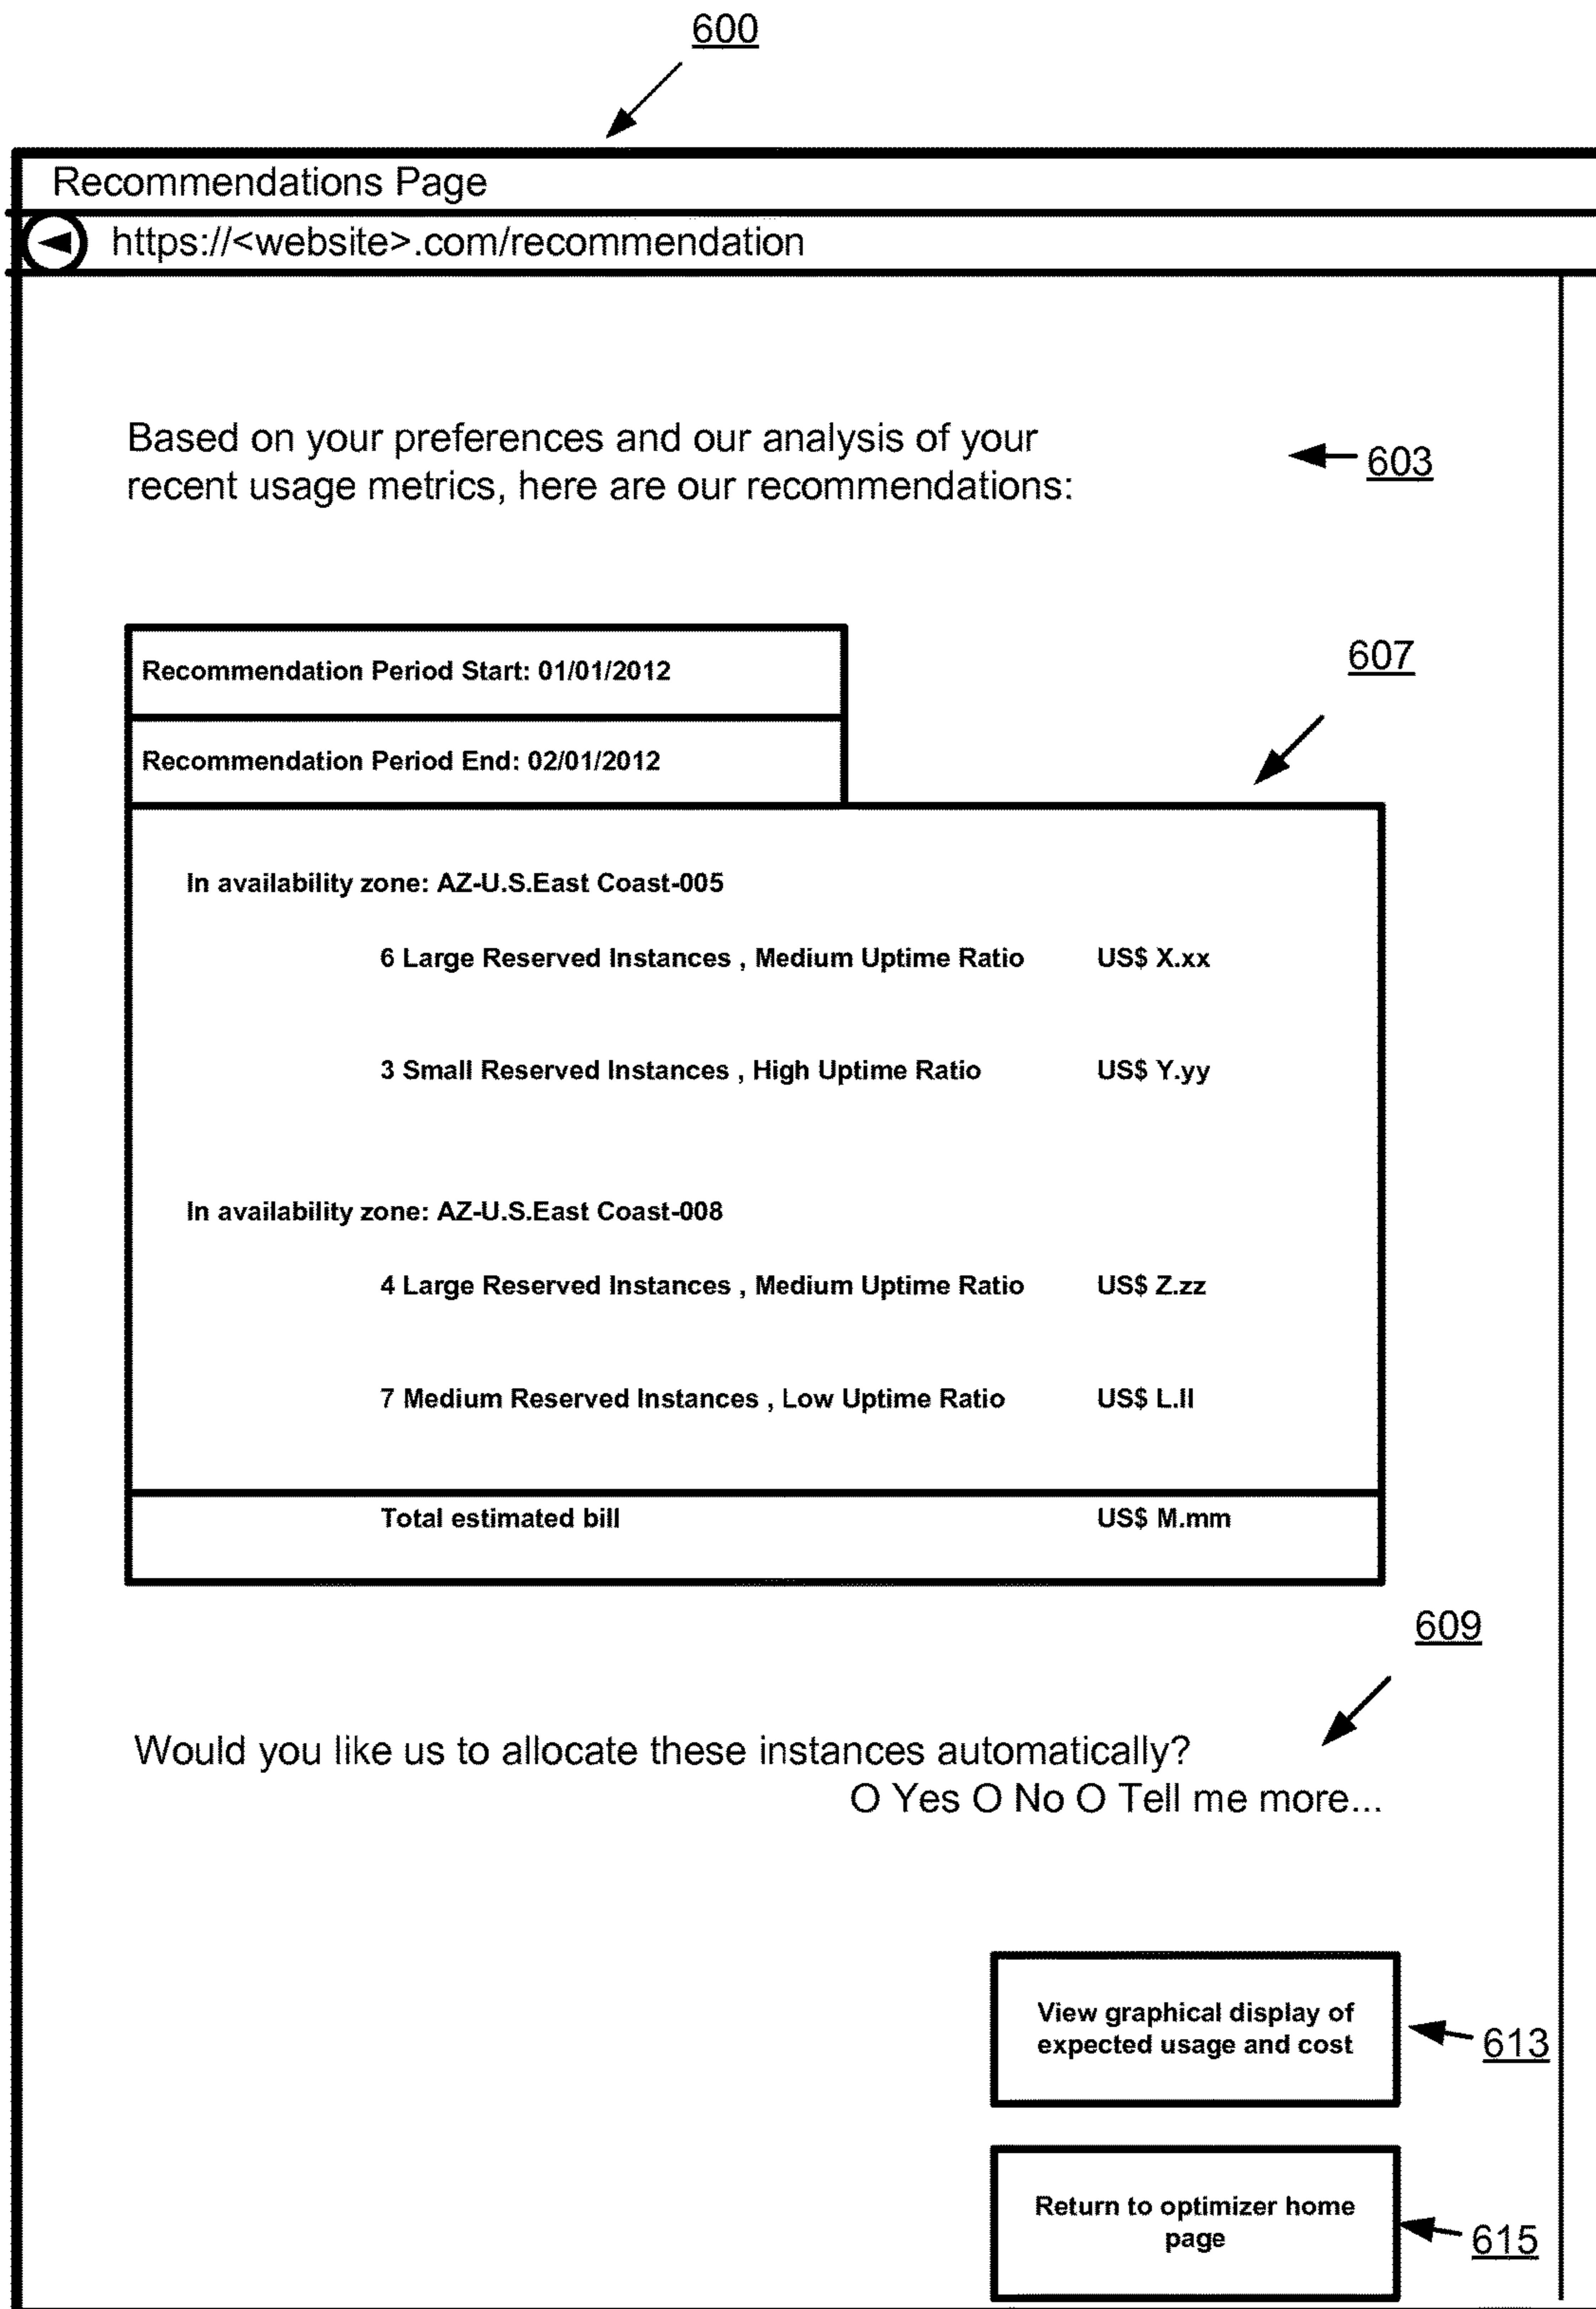 600
Recommendations Page
https://<website>.com/recommendation
Based on your preferences and our analysis of your
recent usage metrics, here are our recommendations:
603
Recommendation Period Start: 01/01/2012
607
Recommendation Period End: 02/01/2012
In availability zone: AZ-U.S.East Coast-005
6 Large Reserved Instances , Medium Uptime Ratio US$ X.xx
3 Small Reserved Instances , High Uptime Ratio US$ Y.yy
In availability zone: AZ-U.S.East Coast-008
4 Large Reserved Instances , Medium Uptime Ratio US$ Z.zz
7 Medium Reserved Instances , Low Uptime Ratio US$ L.ll
Total estimated bill US$ M.mm
609
Would you like us to allocate these instances automatically?
O Yes O No O Tell me more...
View graphical display of
expected usage and cost
613
Return to optimizer home
page
615